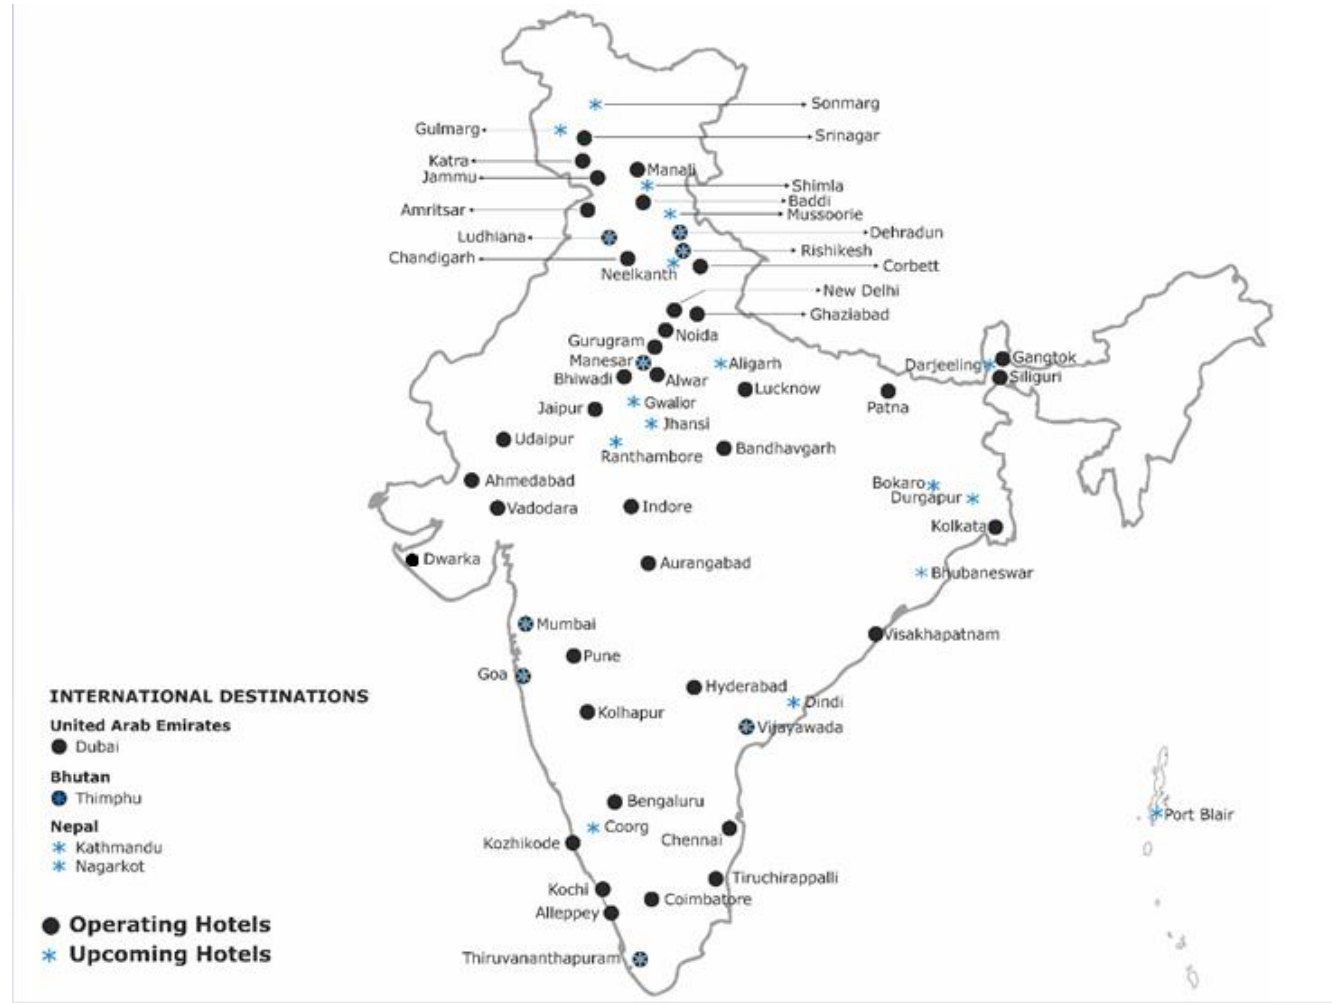 Sonmarg
Gulmarg
Srinagar
Katra
Manali
Jammu
Shimla
Baddi
Amritsar
Mussoorie
Dehradun
Ludhiana
Rishikesh
Chandigarh
Corbett
Neelkanth
New Delhi
Ghaziabad
Noida
Gurugram
Manesar
Aligarh
Darjeeling
Gangtok
Siliguri
Bhiwadi
Alwar
Lucknow
Patna
Jaipur
Gwalior
Jhansi
Udaipur
Ranthambore
Bandhavgarh
Ahmedabad
Bokaro
Durgapur
Vadodara
Indore
Kolkata
Dwarka
Aurangabad
Bhubaneswar
Mumbai
Visakhapatnam
Pune
Goa
Hyderabad
Dindi
Kolhapur
Vijayawada
Bengaluru
Coorg
Port Blair
Kozhikode
Chennai
Kochi
Tiruchirappalli
Coimbatore
Alleppey
Thiruvananthapuram
INTERNATIONAL DESTINATIONS
United Arab Emirates
Dubai
Bhutan
Thimphu
Nepal
Kathmandu
Nagarkot
Operating Hotels
Upcoming Hotels